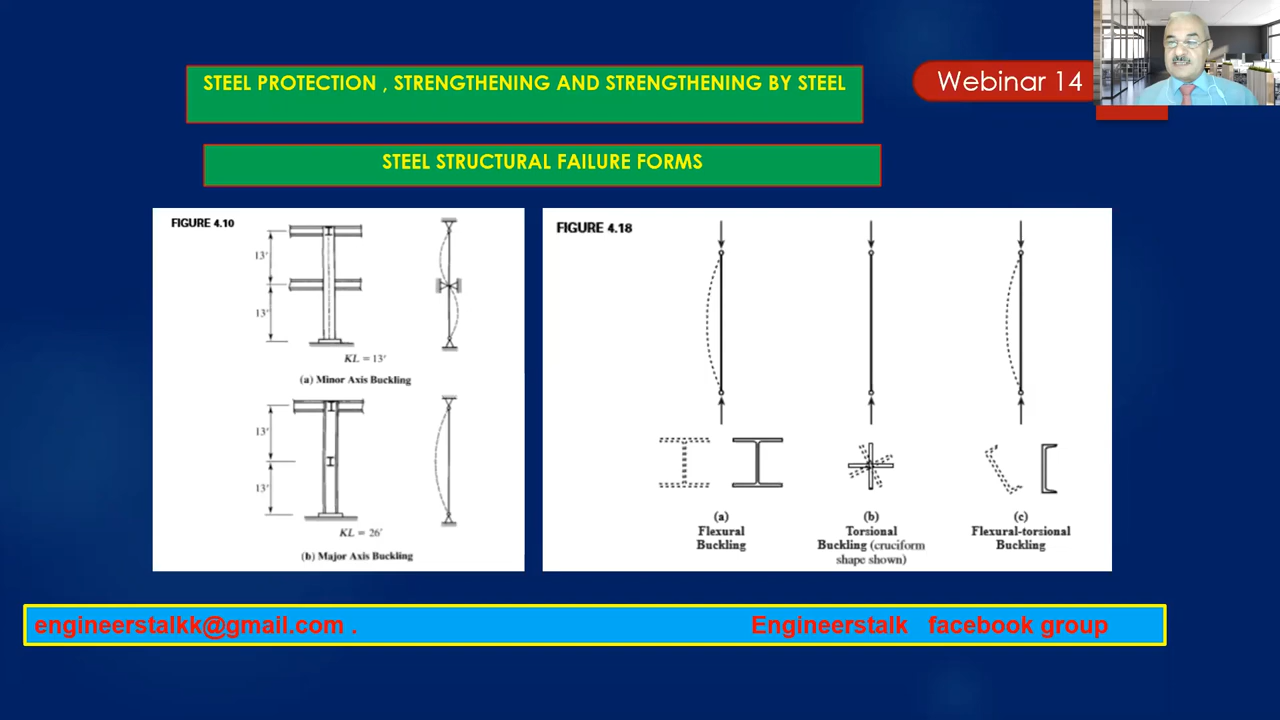 STEEL PROTECTION , STRENGTHENING AND STRENGTHENING BY STEEL
Webinar 14
STEEL STRUCTURAL FAILURE FORMS
FIGURE 4.10
13'
13'
KL = 13'
(a) Minor Axis Buckling
13'
13'
KL = 26'
(b) Major Axis Buckling
FIGURE 4.18
(a)
Flexural
Buckling
(b)
Torsional
Buckling (cruciform
shape shown)
(c)
Flexural-torsional
Buckling
engineerstalkk@gmail.com .
Engineerstalk facebook group